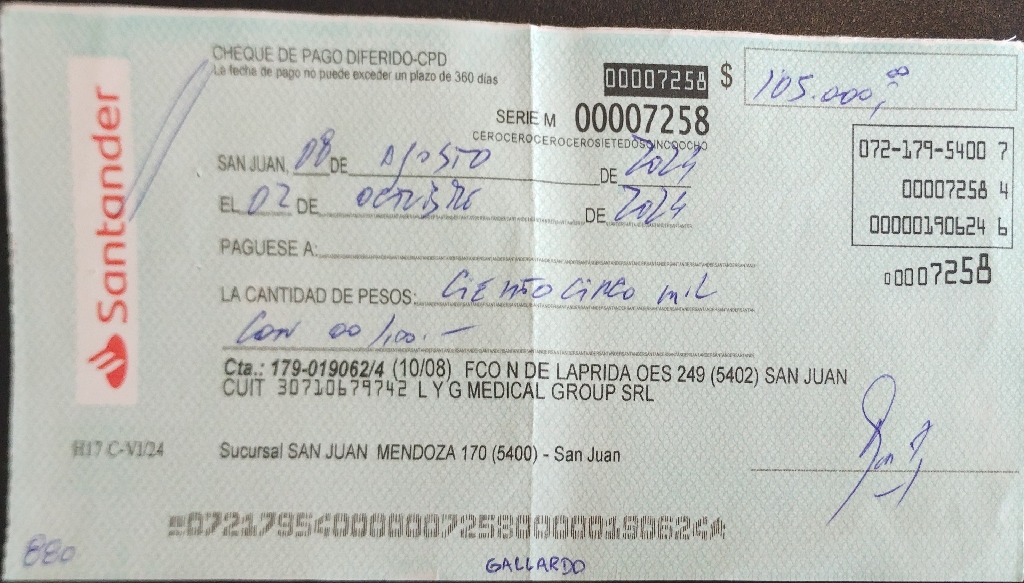 Santander
CHEQUE DE PAGO DIFERIDO-CPD
La fecha de pago no puede exceder un plazo de 360 días
00007258 $ 105.000,00
SERIE M 00007258
CEROCEROCEROCEROSIETEDOSCINCOOCHO
SAN JUAN, 08 DE AGOSTO DE 2024
EL 02 DE OCTUBRE DE 2024
072-179-5400 7
00007258 4
00000190624 6
00007258
PAGUESE A:
LA CANTIDAD DE PESOS: CIENTO CINCO MIL
CON 00/100.-
Cta.: 179-019062/4 (10/08) FCO N DE LAPRIDA OES 249 (5402) SAN JUAN
CUIT 30710679742 L Y G MEDICAL GROUP SRL
H17 C-VI/24
Sucursal SAN JUAN MENDOZA 170 (5400) - San Juan
07217954000000725800000190624
880
GALLARDO